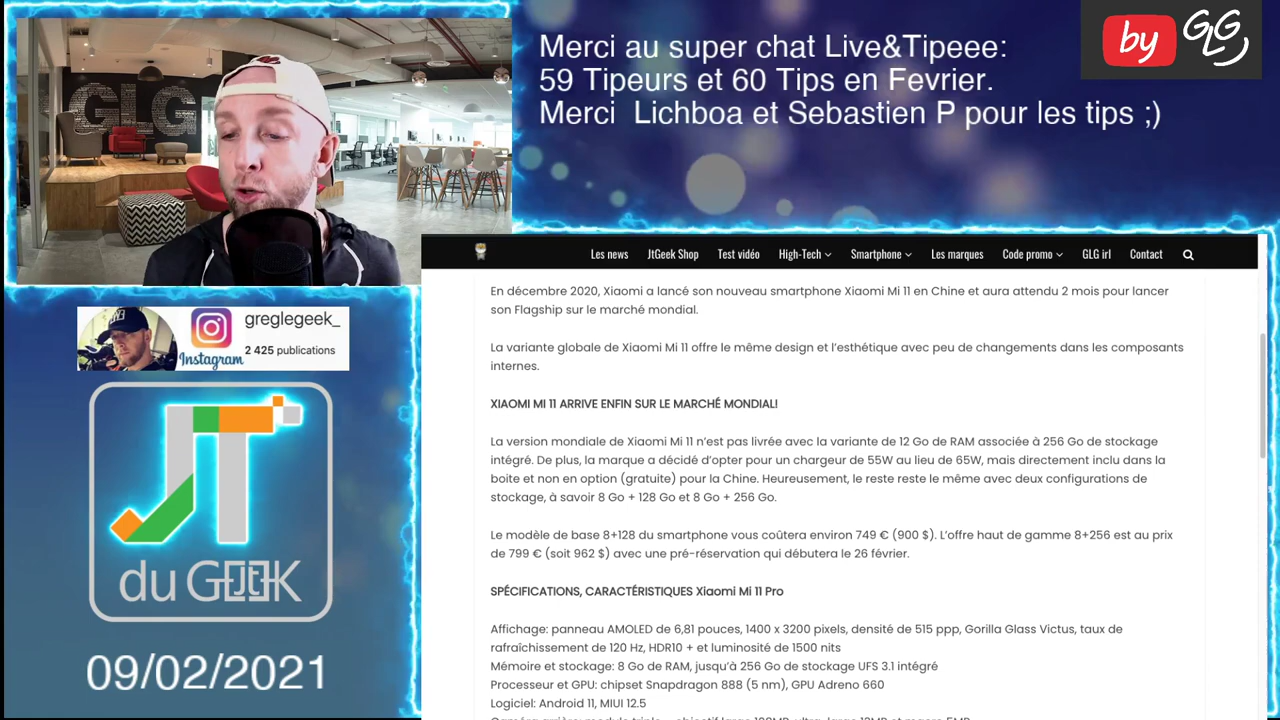 GLG
Merci au super chat Live&Tipeee:
59 Tipeurs et 60 Tips en Fevrier.
Merci  Lichboa et Sebastien P pour les tips ;)
by GLG
Les news JtGeek Shop Test vidéo High-Tech Smartphone Les marques Code promo GLG irl Contact
En décembre 2020, Xiaomi a lancé son nouveau smartphone Xiaomi Mi 11 en Chine et aura attendu 2 mois pour lancer
son Flagship sur le marché mondial.
La variante globale de Xiaomi Mi 11 offre le même design et l'esthétique avec peu de changements dans les composants
internes.
XIAOMI MI 11 ARRIVE ENFIN SUR LE MARCHÉ MONDIAL!
La version mondiale de Xiaomi Mi 11 n'est pas livrée avec la variante de 12 Go de RAM associée à 256 Go de stockage
intégré. De plus, la marque a décidé d'opter pour un chargeur de 55W au lieu de 65W, mais directement inclu dans la
boite et non en option (gratuite) pour la Chine. Heureusement, le reste reste le même avec deux configurations de
stockage, à savoir 8 Go + 128 Go et 8 Go + 256 Go.
Le modèle de base 8+128 du smartphone vous coûtera environ 749 € (900 $). L'offre haut de gamme 8+256 est au prix
de 799 € (soit 962 $) avec une pré-réservation qui débutera le 26 février.
SPÉCIFICATIONS, CARACTÉRISTIQUES Xiaomi Mi 11 Pro
Affichage: panneau AMOLED de 6,81 pouces, 1400 x 3200 pixels, densité de 515 ppp, Gorilla Glass Victus, taux de
rafraîchissement de 120 Hz, HDR10 + et luminosité de 1500 nits
Mémoire et stockage: 8 Go de RAM, jusqu'à 256 Go de stockage UFS 3.1 intégré
Processeur et GPU: chipset Snapdragon 888 (5 nm), GPU Adreno 660
Logiciel: Android 11, MIUI 12.5
greglegeek_
2 425 publications
Instagram
JT
du GEEK
09/02/2021